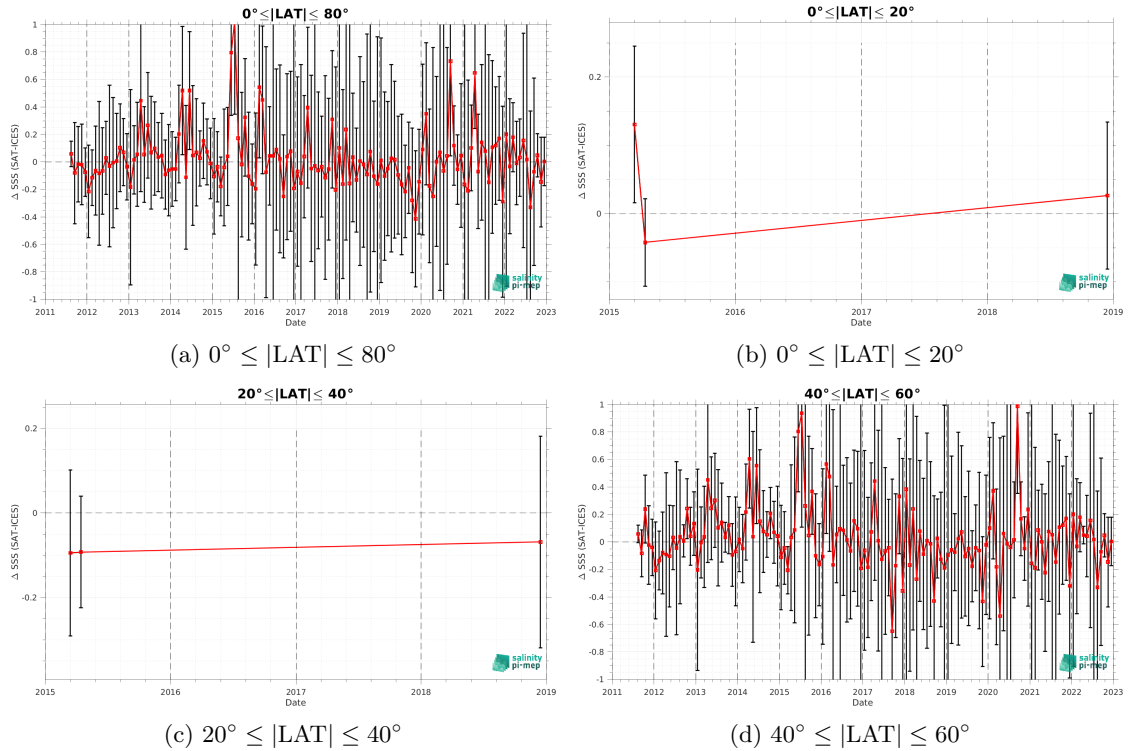 0°≤|LAT|≤ 80°
Δ SSS (SAT-ICES)
1
0.8
0.6
0.4
0.2
0
-0.2
-0.4
-0.6
-0.8
-1
2011 2012 2013 2014 2015 2016 2017 2018 2019 2020 2021 2022 2023
Date
salinity
pi-mep
(a) 0° ≤ |LAT| ≤ 80°
0°≤|LAT|≤ 20°
Δ SSS (SAT-ICES)
0.2
0
2015 2016 2017 2018 2019
Date
salinity
pi-mep
(b) 0° ≤ |LAT| ≤ 20°
20°≤|LAT|≤ 40°
Δ SSS (SAT-ICES)
0.2
0
-0.2
2015 2016 2017 2018 2019
Date
salinity
pi-mep
(c) 20° ≤ |LAT| ≤ 40°
40°≤|LAT|≤ 60°
Δ SSS (SAT-ICES)
1
0.8
0.6
0.4
0.2
0
-0.2
-0.4
-0.6
-0.8
-1
2011 2012 2013 2014 2015 2016 2017 2018 2019 2020 2021 2022 2023
Date
salinity
pi-mep
(d) 40° ≤ |LAT| ≤ 60°